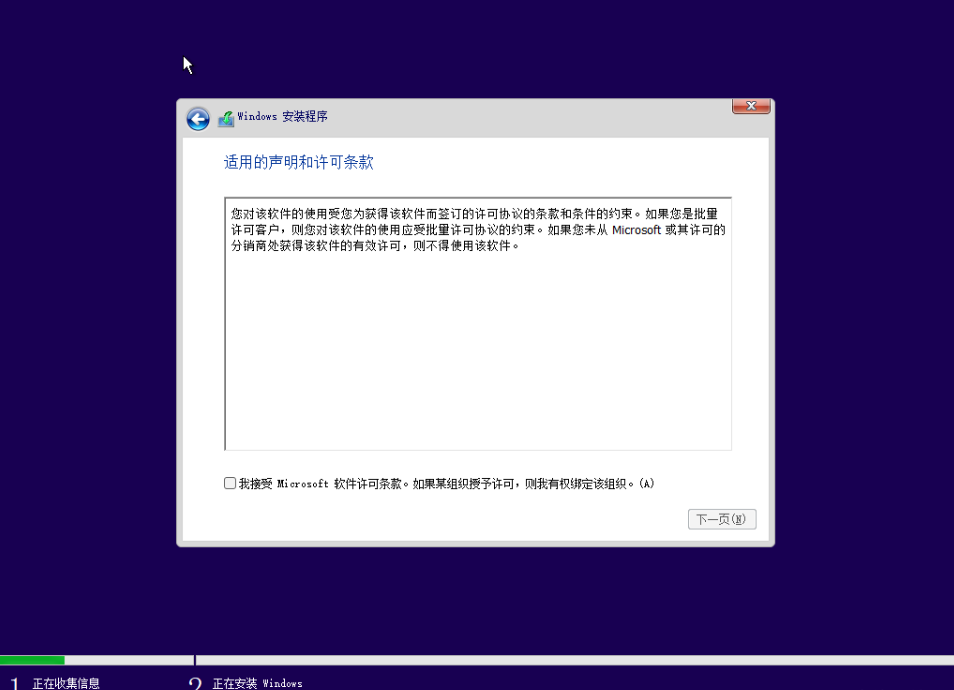 Windows 安装程序
适用的声明和许可条款
您对该软件的使用受您为获得该软件而签订的许可协议的条款和条件的约束。如果您是批量
许可客户，则您对该软件的使用应受批量许可协议的约束。如果您未从 Microsoft 或其许可的
分销商处获得该软件的有效许可，则不得使用该软件。
我接受 Microsoft 软件许可条款。如果某组织授予许可，则我有权绑定该组织。(A)
下一页(N)
1 正在收集信息
2 正在安装 Windows